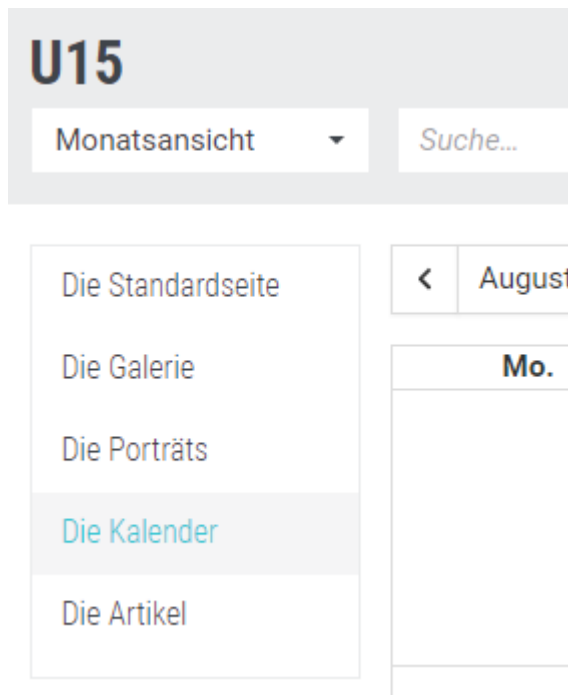 U15
Monatsansicht
Suche...
Die Standardseite
Die Galerie
Die Porträts
Die Kalender
Die Artikel
August
Mo.